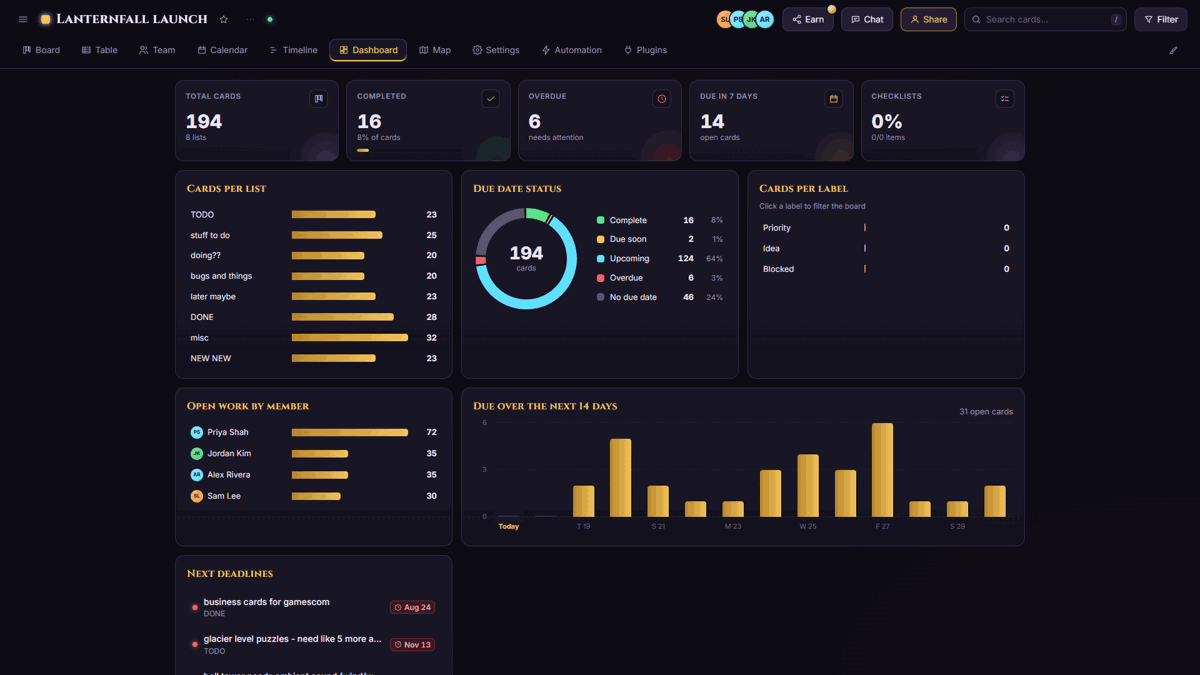 LANTERNFALL LAUNCH
SL PS JK AR
Earn
Chat
Share
Search cards...
/
Filter
Board
Table
Team
Calendar
Timeline
Dashboard
Map
Settings
Automation
Plugins
TOTAL CARDS
194
8 lists
COMPLETED
16
8% of cards
OVERDUE
6
needs attention
DUE IN 7 DAYS
14
open cards
CHECKLISTS
0%
0/0 items
CARDS PER LIST
TODO 23
stuff to do 25
doing?? 20
bugs and things 20
later maybe 23
DONE 28
misc 32
NEW NEW 23
DUE DATE STATUS
194
cards
Complete 16 8%
Due soon 2 1%
Upcoming 124 64%
Overdue 6 3%
No due date 46 24%
CARDS PER LABEL
Click a label to filter the board
Priority 0
Idea 0
Blocked 0
OPEN WORK BY MEMBER
PS Priya Shah 72
JK Jordan Kim 35
AR Alex Rivera 35
SL Sam Lee 30
DUE OVER THE NEXT 14 DAYS
31 open cards
6
3
0
Today T 19 S 21 M 23 W 25 F 27 S 29
NEXT DEADLINES
business cards for gamescom
DONE
Aug 24
glacier level puzzles - need like 5 more a...
TODO
Nov 13